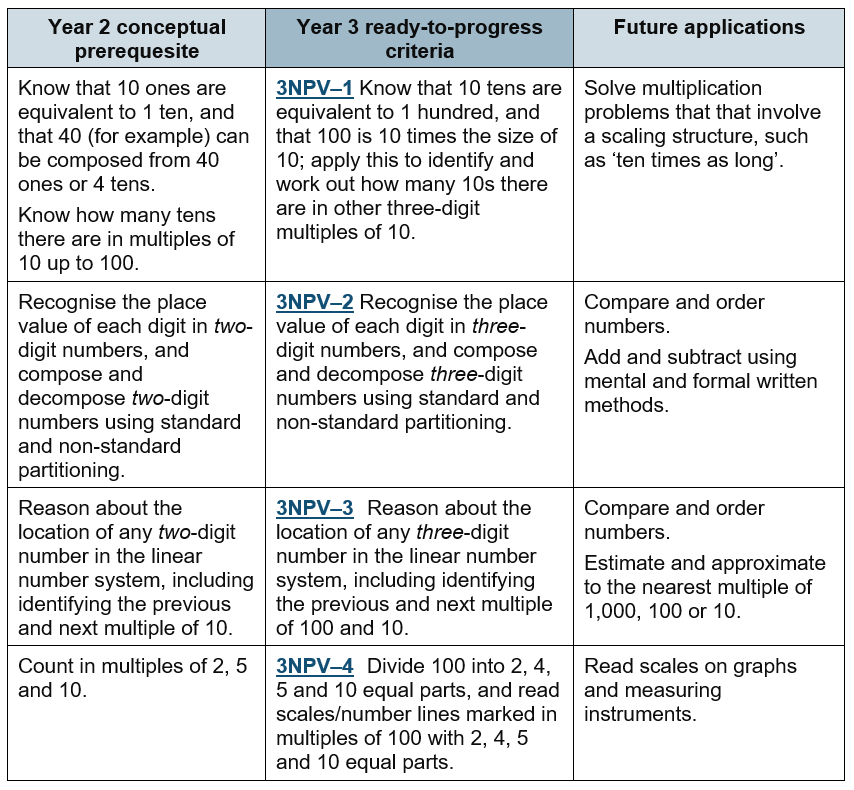 Year 2 conceptual
prerequesite
Year 3 ready-to-progress
criteria
Future applications
Know that 10 ones are
equivalent to 1 ten, and
that 40 (for example) can
be composed from 40
ones or 4 tens.
Know how many tens
there are in multiples of
10 up to 100.
3NPV–1 Know that 10 tens are
equivalent to 1 hundred, and
that 100 is 10 times the size of
10; apply this to identify and
work out how many 10s there
are in other three-digit
multiples of 10.
Solve multiplication
problems that that involve
a scaling structure, such
as ‘ten times as long’.
Recognise the place
value of each digit in two-
digit numbers, and
compose and
decompose two-digit
numbers using standard
and non-standard
partitioning.
3NPV–2 Recognise the place
value of each digit in three-
digit numbers, and compose
and decompose three-digit
numbers using standard and
non-standard partitioning.
Compare and order
numbers.
Add and subtract using
mental and formal written
methods.
Reason about the
location of any two-digit
number in the linear
number system, including
identifying the previous
and next multiple of 10.
3NPV–3 Reason about the
location of any three-digit
number in the linear number
system, including identifying
the previous and next multiple
of 100 and 10.
Compare and order
numbers.
Estimate and approximate
to the nearest multiple of
1,000, 100 or 10.
Count in multiples of 2, 5
and 10.
3NPV–4 Divide 100 into 2, 4,
5 and 10 equal parts, and read
scales/number lines marked in
multiples of 100 with 2, 4, 5
and 10 equal parts.
Read scales on graphs
and measuring
instruments.